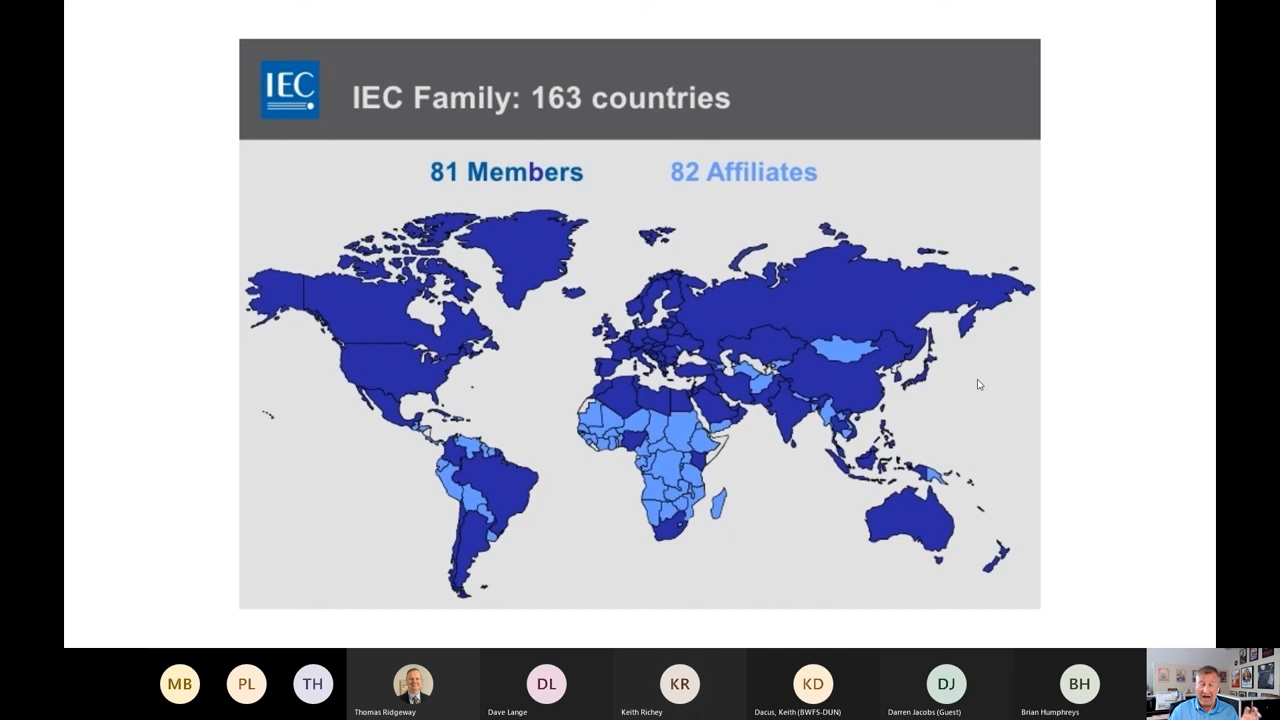 IEC
IEC Family: 163 countries
81 Members
82 Affiliates
MB
PL
TH
DL
KR
KD
DJ
BH
Thomas Ridgeway
Dave Lange
Keith Richey
Dacus, Keith (BWFS-DUN)
Darren Jacobs (Guest)
Brian Humphreys